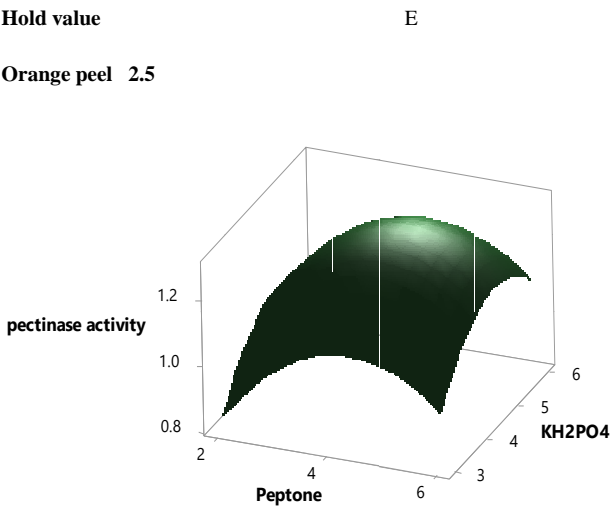 Hold value E
Orange peel 2.5
1.2
pectinase activity
1.0
0.8
2
4
6
Peptone
3
4
5
6
KH2PO4